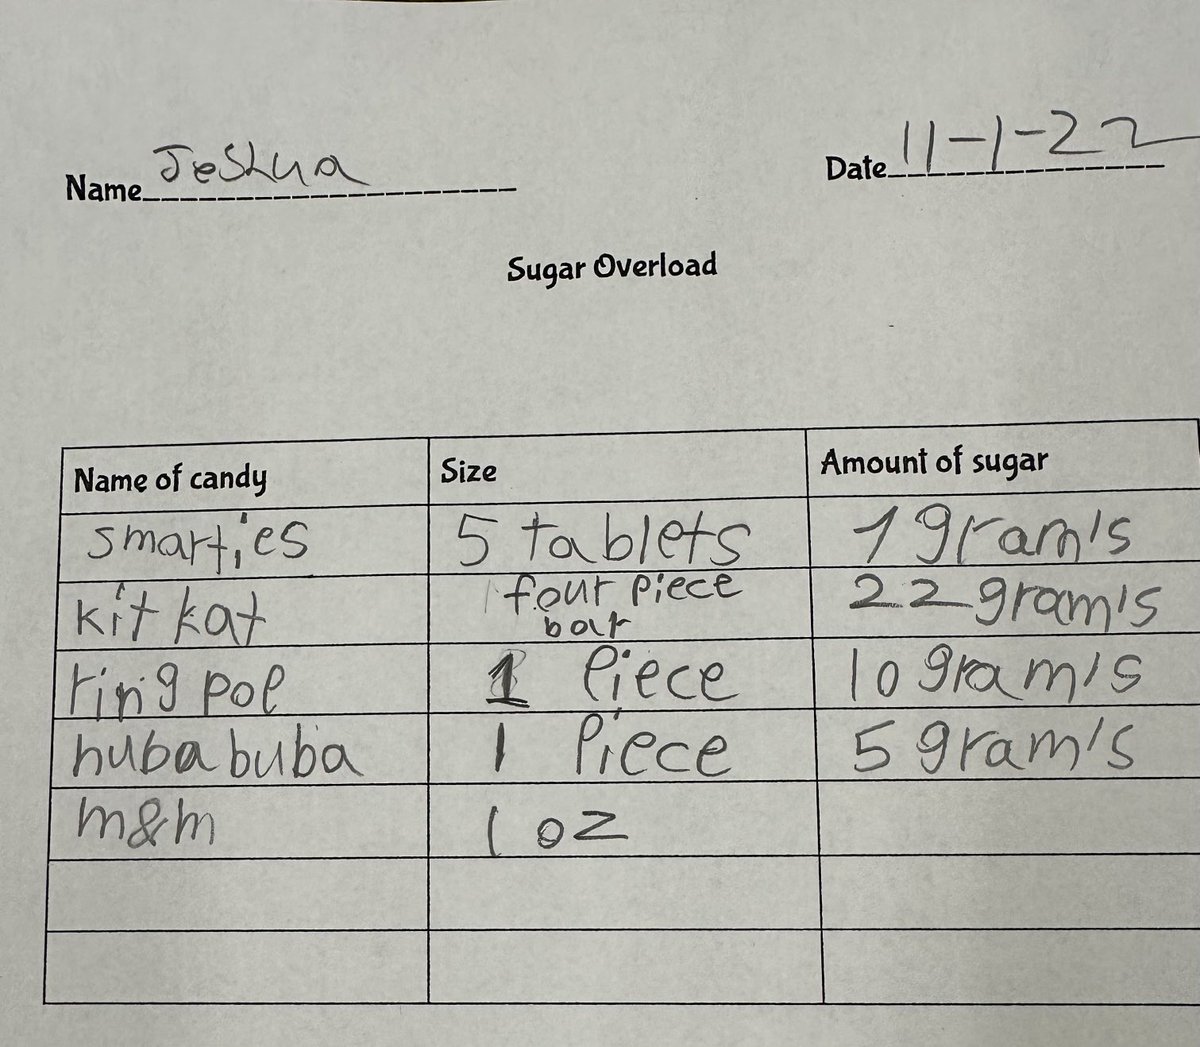 Name Jeshua Date 11-1-22
Sugar Overload
Name of candy Size Amount of sugar
smarties 5 tablets 1 gram's
kit kat four piece bar 22 gram's
ring pop 1 Piece 10 gram's
huba buba 1 Piece 5 gram's
m&m 1 oz